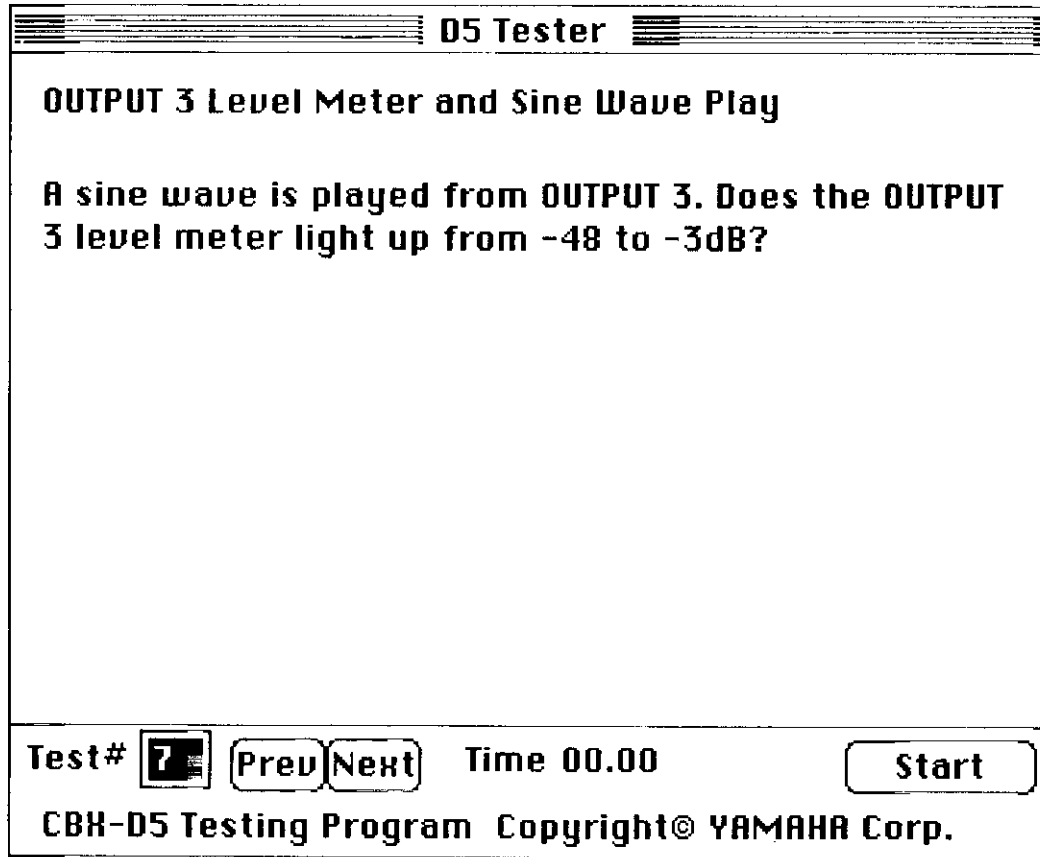 D5 Tester
OUTPUT 3 Level Meter and Sine Wave Play
A sine wave is played from OUTPUT 3. Does the OUTPUT
3 level meter light up from -48 to -3dB?
Test# 7 Prev Next Time 00.00 Start
CBX-D5 Testing Program Copyright© YAMAHA Corp.